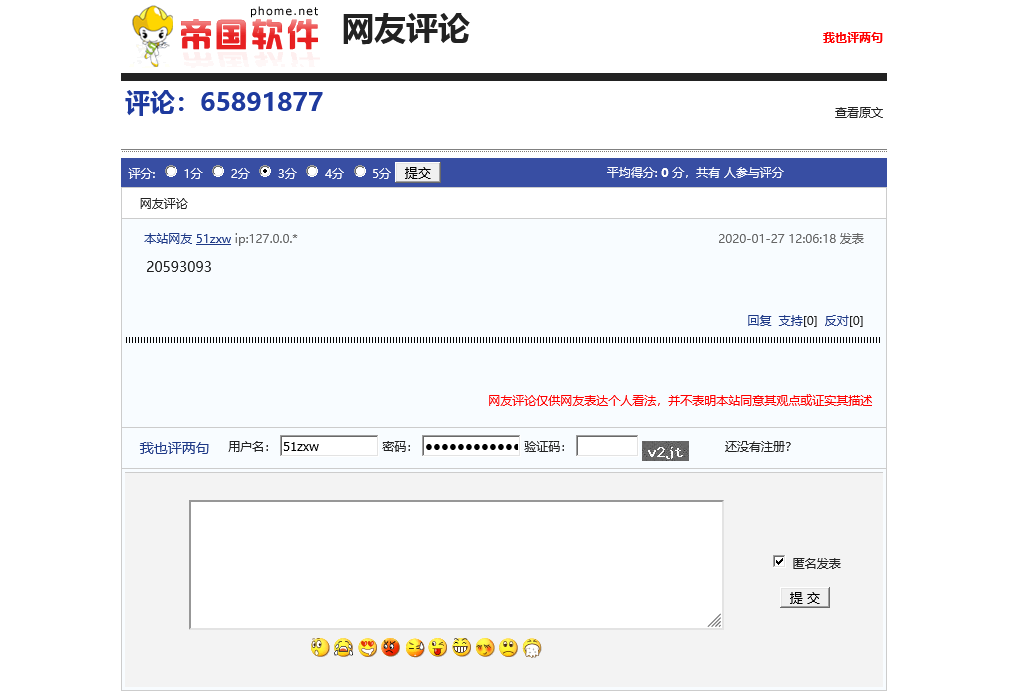 phome.net
帝国软件 网友评论
我也评两句
评论：65891877
查看原文
评分: 1分 2分 3分 4分 5分 提交 平均得分: 0 分，共有 人参与评分
网友评论
本站网友 51zxw ip:127.0.0.* 2020-01-27 12:06:18 发表
20593093
回复 支持[0] 反对[0]
网友评论仅供网友表达个人看法，并不表明本站同意其观点或证实其描述
我也评两句 用户名： 51zxw 密码： ●●●●●●●●●●●● 验证码： v2jt 还没有注册?
匿名发表
提 交